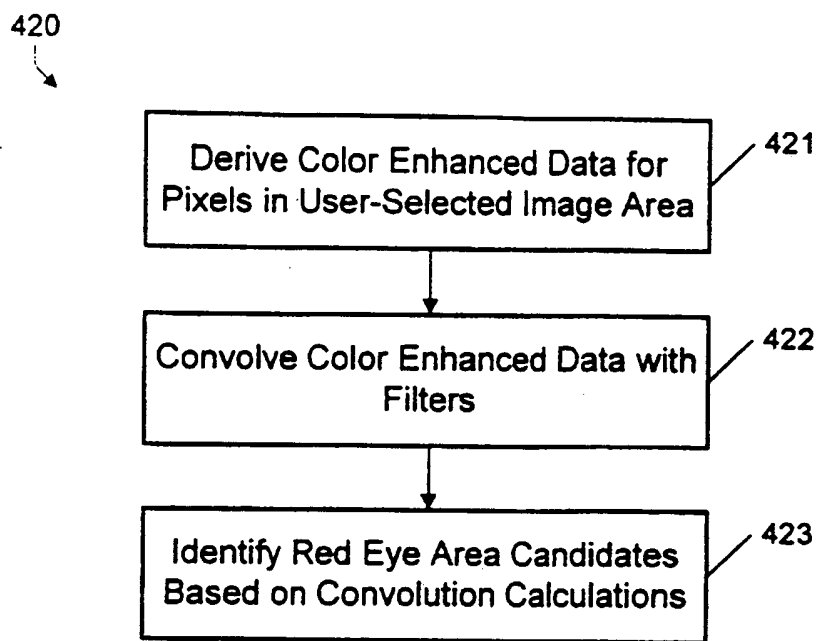 420
Derive Color Enhanced Data for
Pixels in User-Selected Image Area
421
Convolve Color Enhanced Data with
Filters
422
Identify Red Eye Area Candidates
Based on Convolution Calculations
423